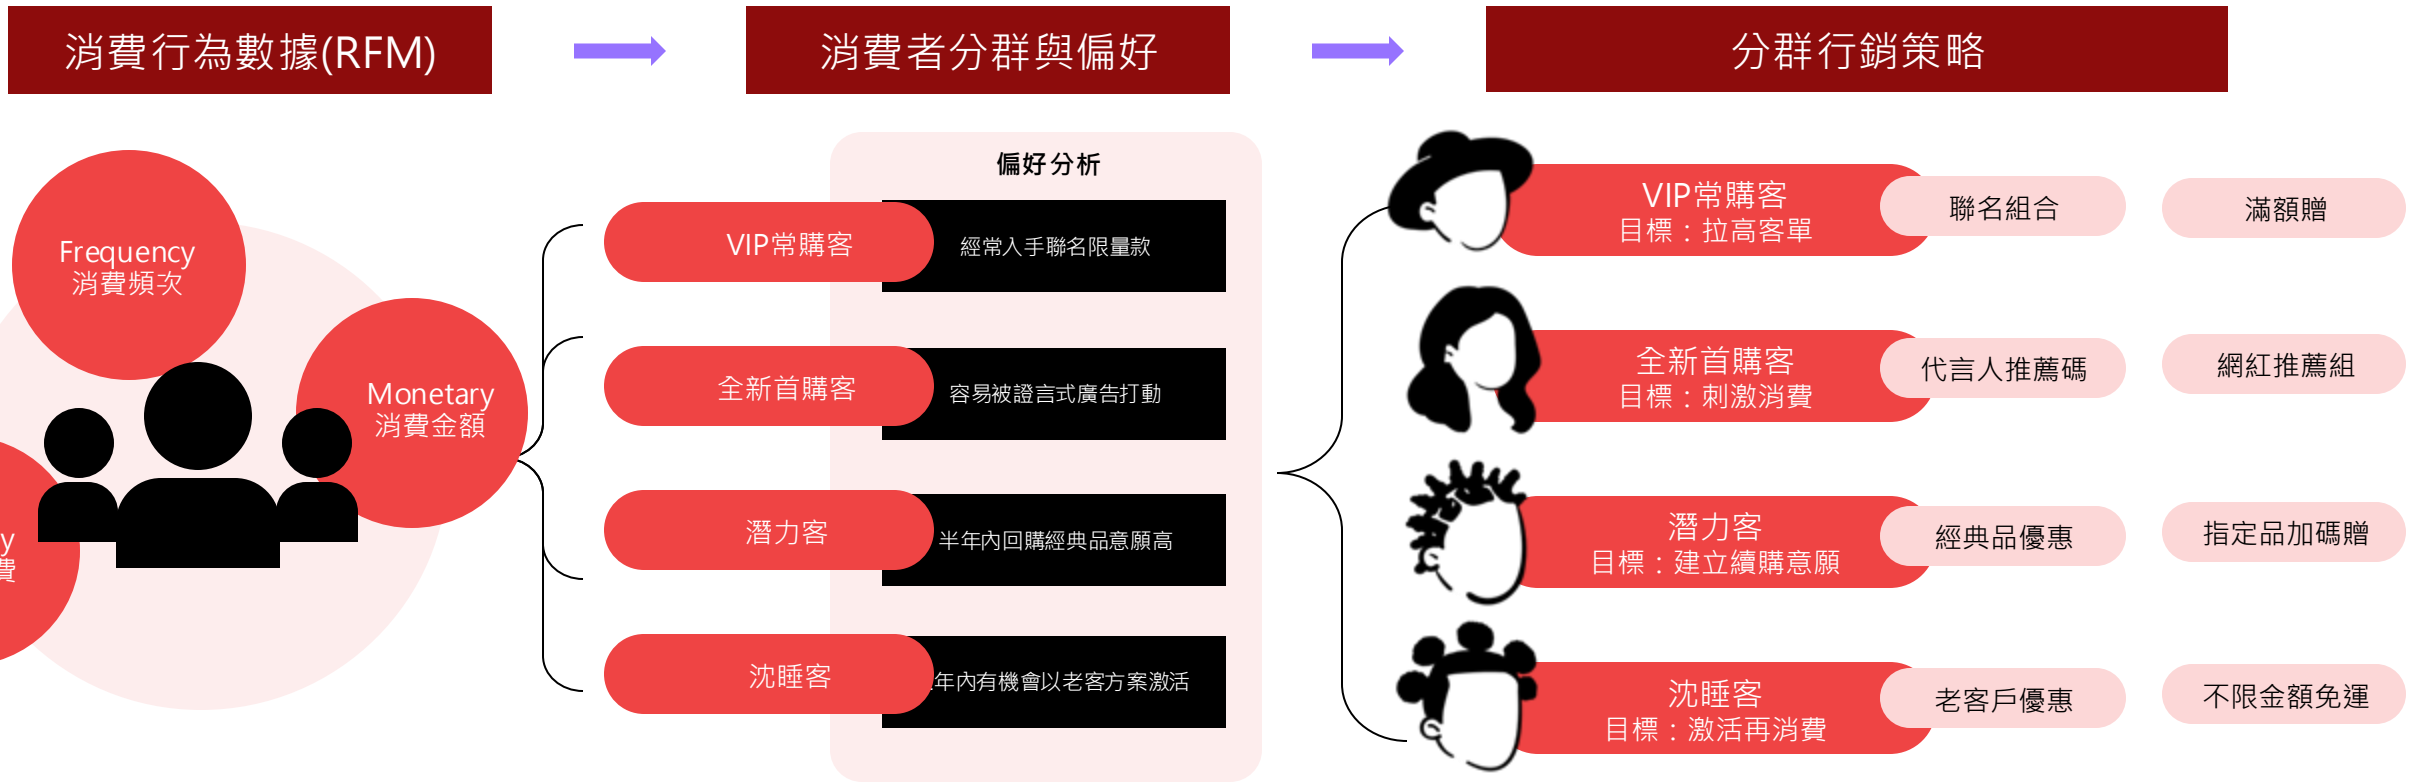 消費行為數據(RFM)
消費者分群與偏好
分群行銷策略
Frequency
消費頻次
Monetary
消費金額
y
費
偏好分析
VIP常購客
經常入手聯名限量款
全新首購客
容易被證言式廣告打動
潛力客
半年內回購經典品意願高
沈睡客
年內有機會以老客方案激活
VIP常購客
目標：拉高客單
聯名組合
滿額贈
全新首購客
目標：刺激消費
代言人推薦碼
網紅推薦組
潛力客
目標：建立續購意願
經典品優惠
指定品加碼贈
沈睡客
目標：激活再消費
老客戶優惠
不限金額免運